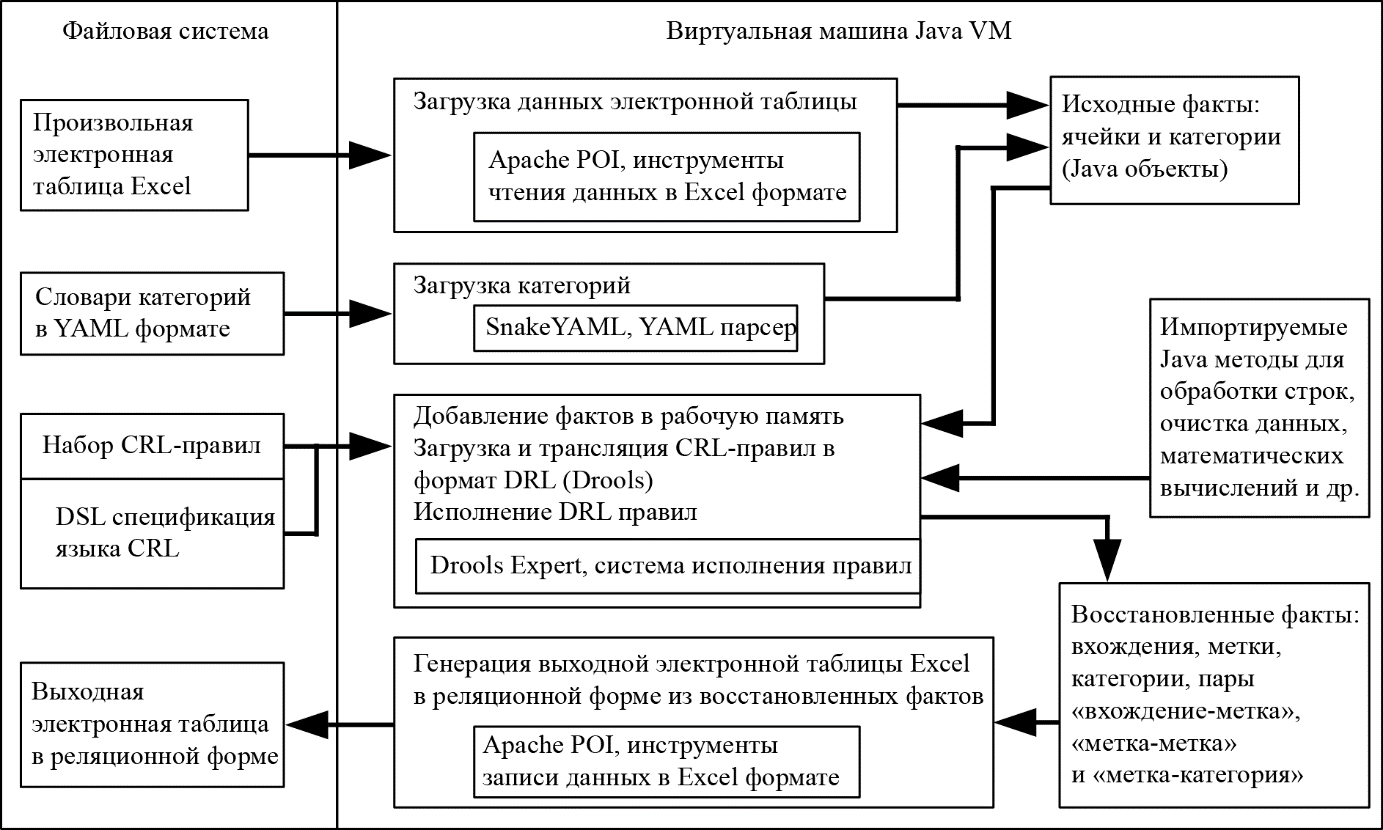 Файловая система
Виртуальная машина Java VM
Произвольная
электронная
таблица Excel
Загрузка данных электронной таблицы
Apache POI, инструменты
чтения данных в Excel формате
Исходные факты:
ячейки и категории
(Java объекты)
Словари категорий
в YAML формате
Загрузка категорий
SnakeYAML, YAML парсер
Импортируемые
Java методы для
обработки строк,
очистка данных,
математических
вычислений и др.
Набор CRL-правил
DSL спецификация
языка CRL
Добавление фактов в рабочую память
Загрузка и трансляция CRL-правил в
формат DRL (Drools)
Исполнение DRL правил
Drools Expert, система исполнения правил
Восстановленные факты:
вхождения, метки,
категории, пары
«вхождение-метка»,
«метка-метка»
и «метка-категория»
Генерация выходной электронной таблицы Excel
в реляционной форме из восстановленных фактов
Apache POI, инструменты
записи данных в Excel формате
Выходная
электронная таблица
в реляционной форме